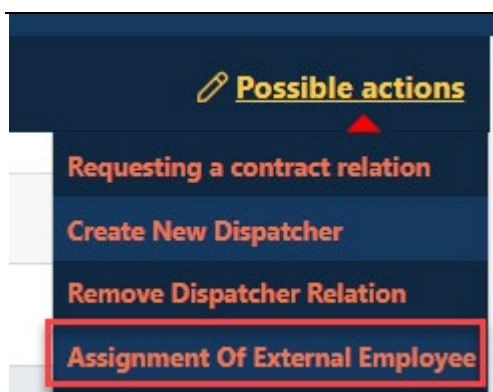 Possible actions
Requesting a contract relation
Create New Dispatcher
Remove Dispatcher Relation
Assignment Of External Employee